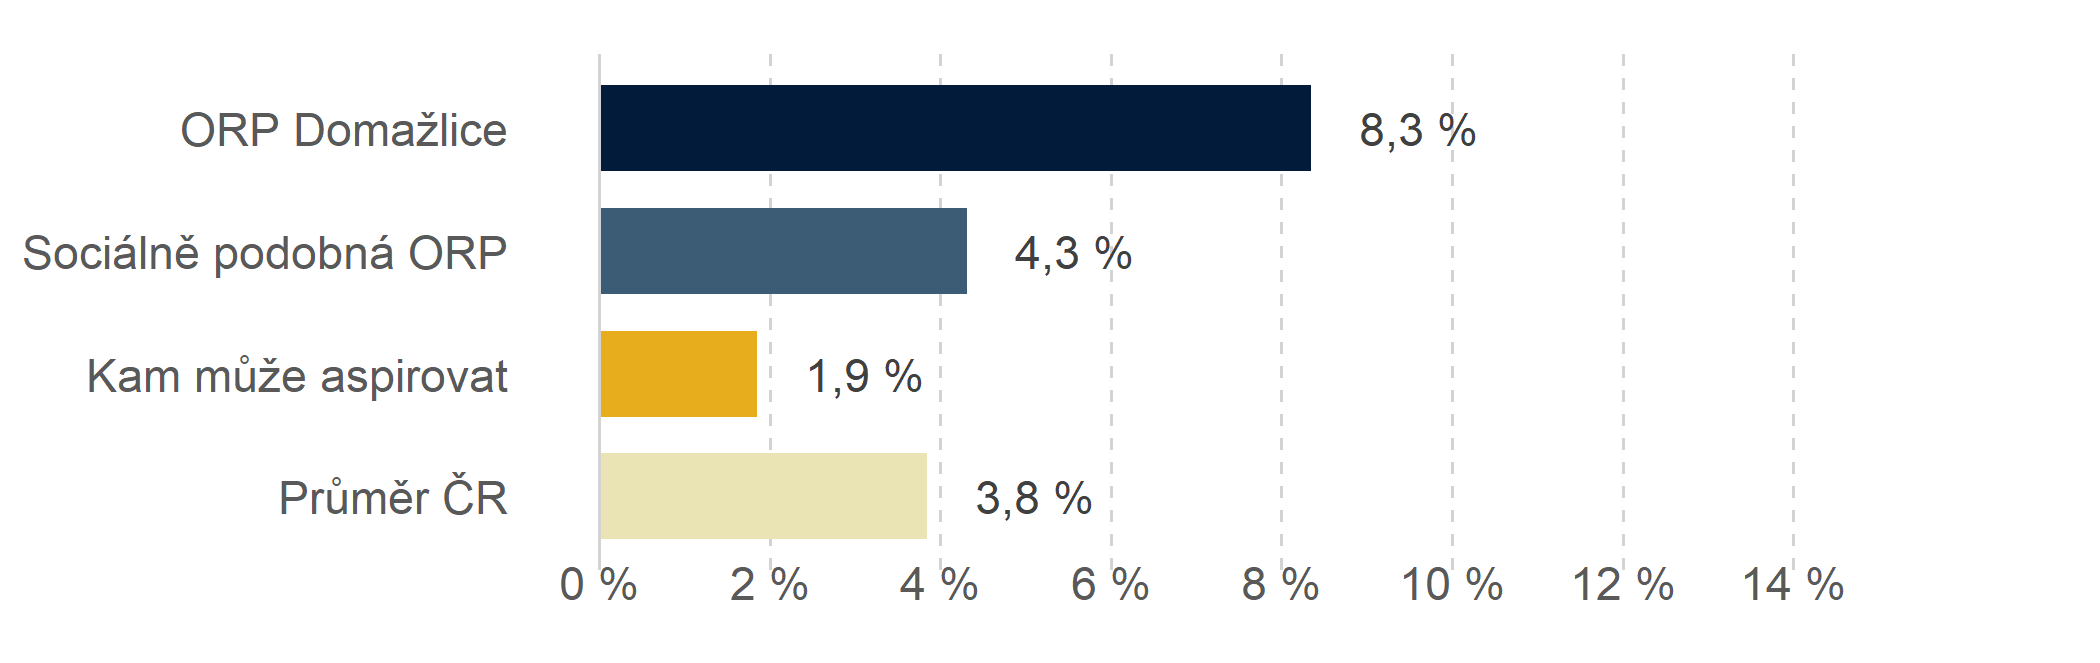 ORP Domažlice
8,3 %
Sociálně podobná ORP
4,3 %
Kam může aspirovat
1,9 %
Průměr ČR
3,8 %
0 % 2 % 4 % 6 % 8 % 10 % 12 % 14 %